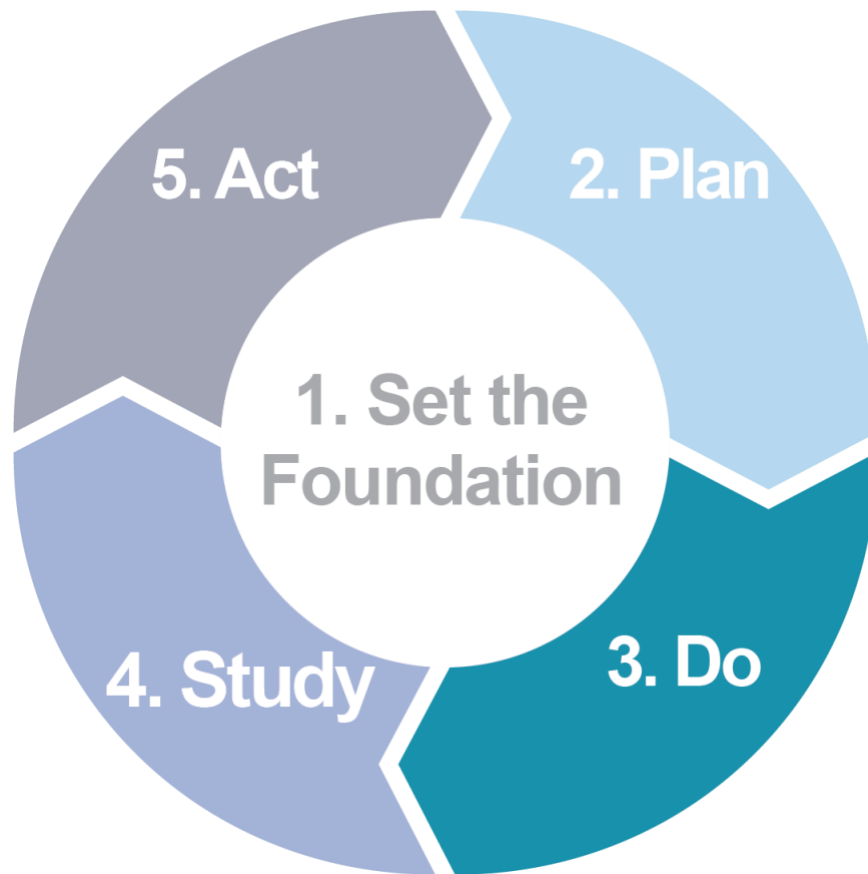 1. Set the
Foundation
2. Plan
3. Do
4. Study
5. Act